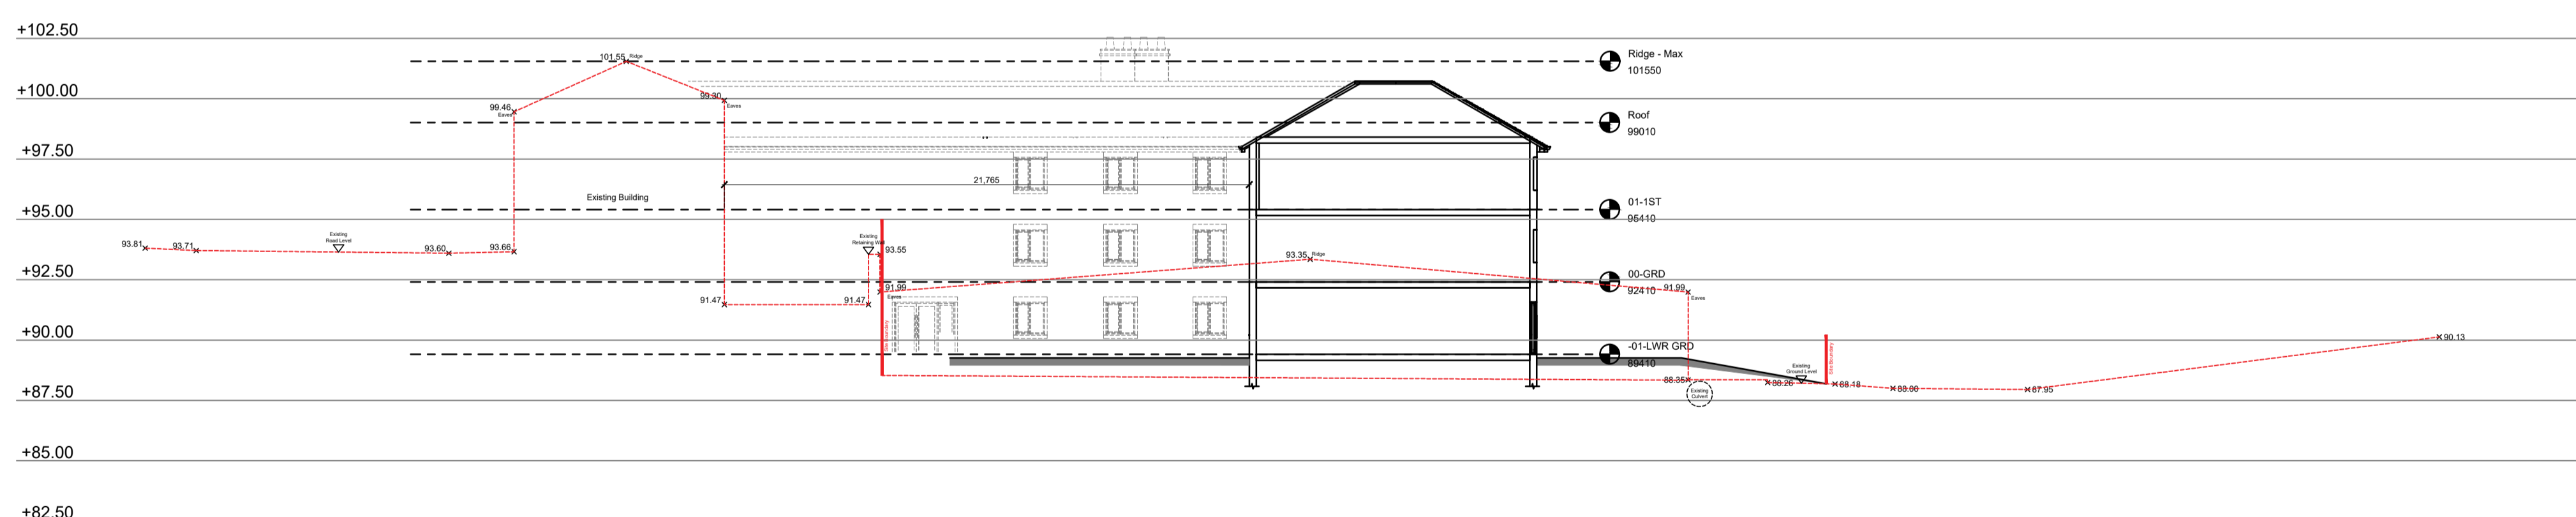 +102.50
101.55 Ridge
Ridge - Max
101550
+100.00
99.46
Eaves
99.30
Eaves
Roof
99010
+97.50
21,765
Existing Building
+95.00
01-1ST
95410
93.81
93.71
Existing
Road Level
93.60
93.66
Existing
Retaining Wall
93.55
93.35 Ridge
+92.50
00-GRD
92410
91.47
91.47
91.99
Eaves
91.99
Eaves
+90.00
Site Boundary
-01-LWR GRD
89410
Site Boundary
90.13
Existing
Ground Level
88.35
88.26
88.18
88.00
87.95
Existing
Culvert
+87.50
+85.00
+82.50